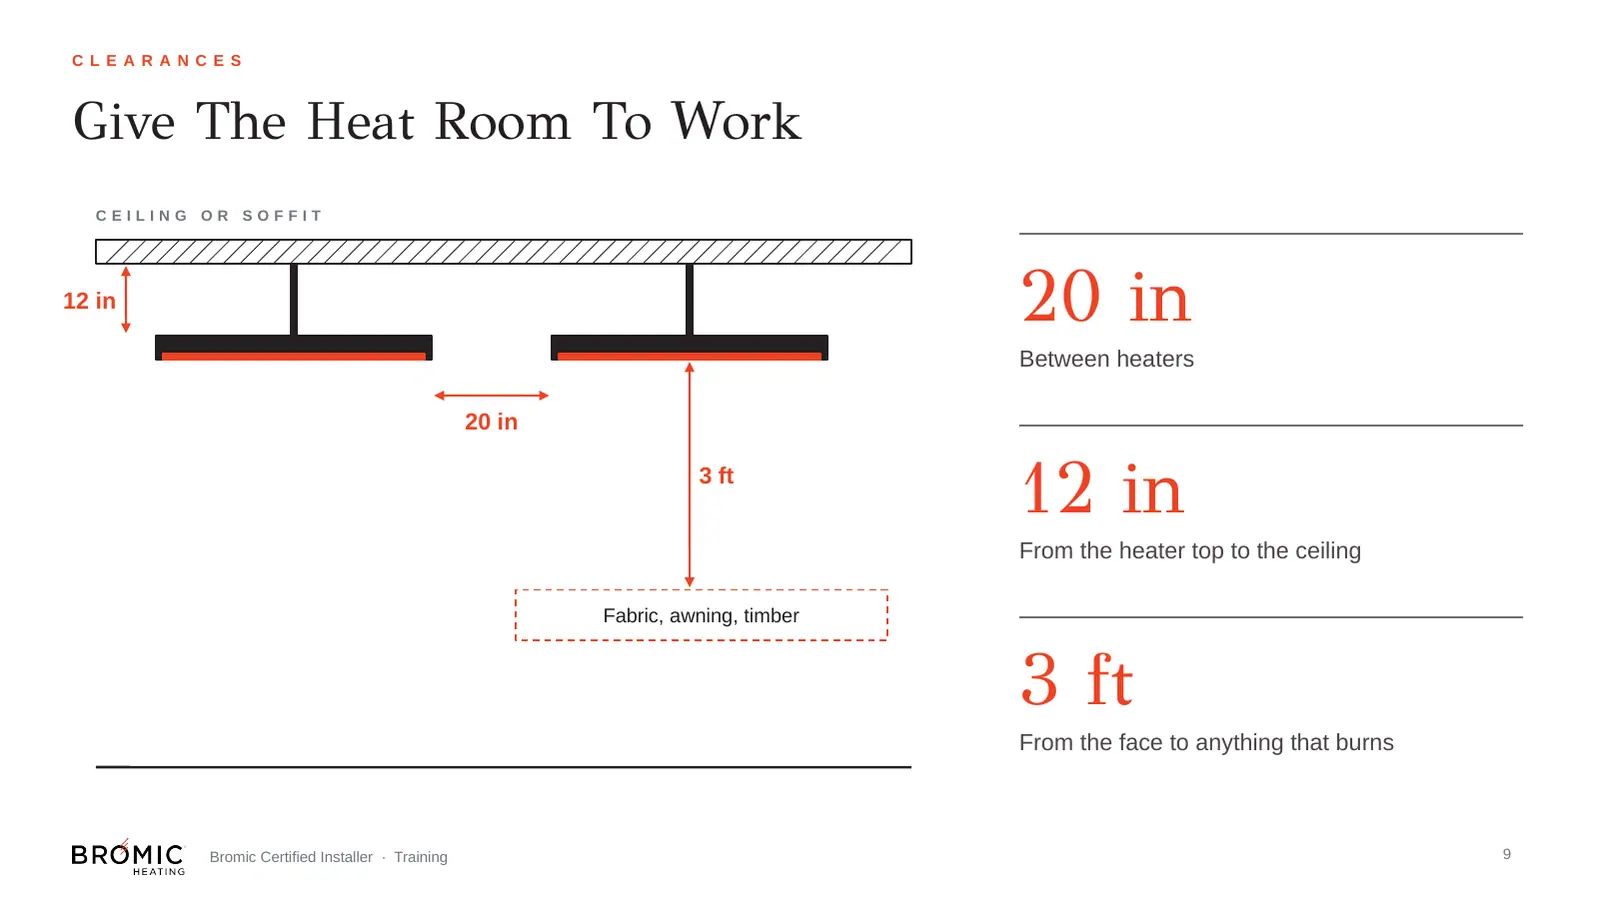 CLEARANCES
Give The Heat Room To Work
CEILING OR SOFFIT
12 in
20 in
3 ft
Fabric, awning, timber
20 in
Between heaters
12 in
From the heater top to the ceiling
3 ft
From the face to anything that burns
BROMIC
HEATING
Bromic Certified Installer · Training
9